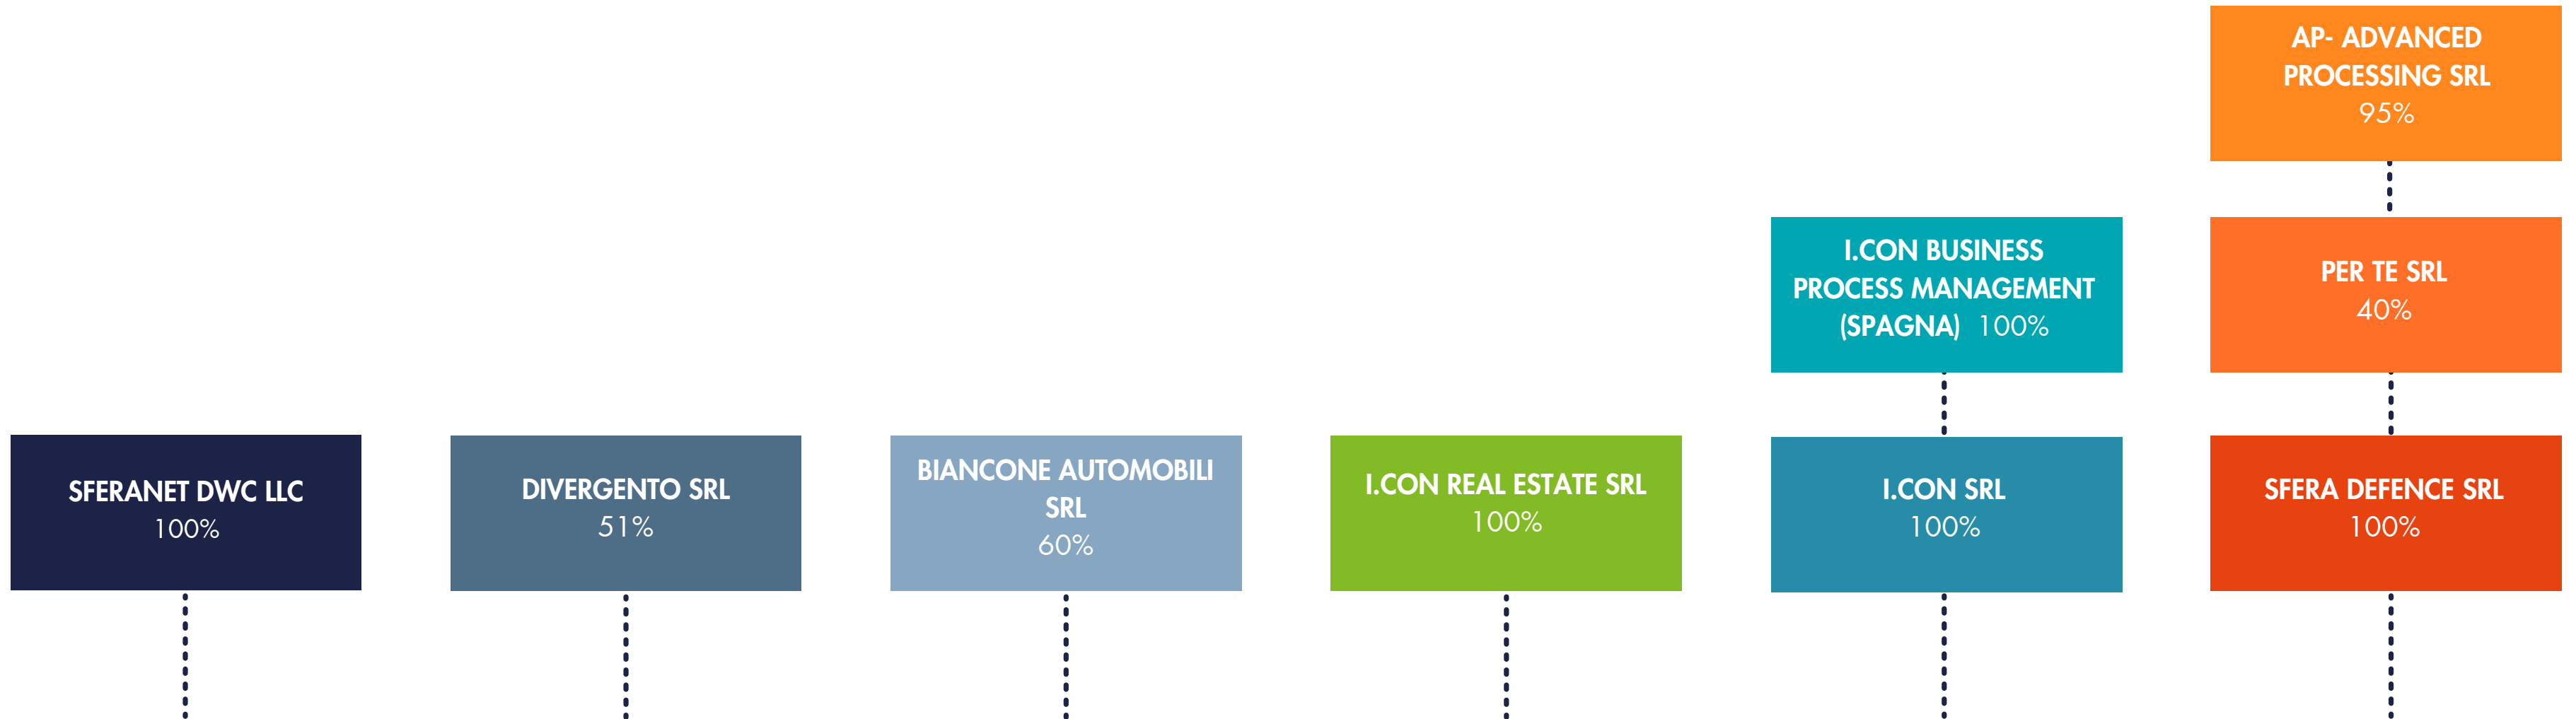 AP- ADVANCED
PROCESSING SRL
95%
I.CON BUSINESS
PROCESS MANAGEMENT
(SPAGNA) 100%
PER TE SRL
40%
SFERANET DWC LLC
100%
DIVERGENTO SRL
51%
BIANCONE AUTOMOBILI
SRL
60%
I.CON REAL ESTATE SRL
100%
I.CON SRL
100%
SFERA DEFENCE SRL
100%